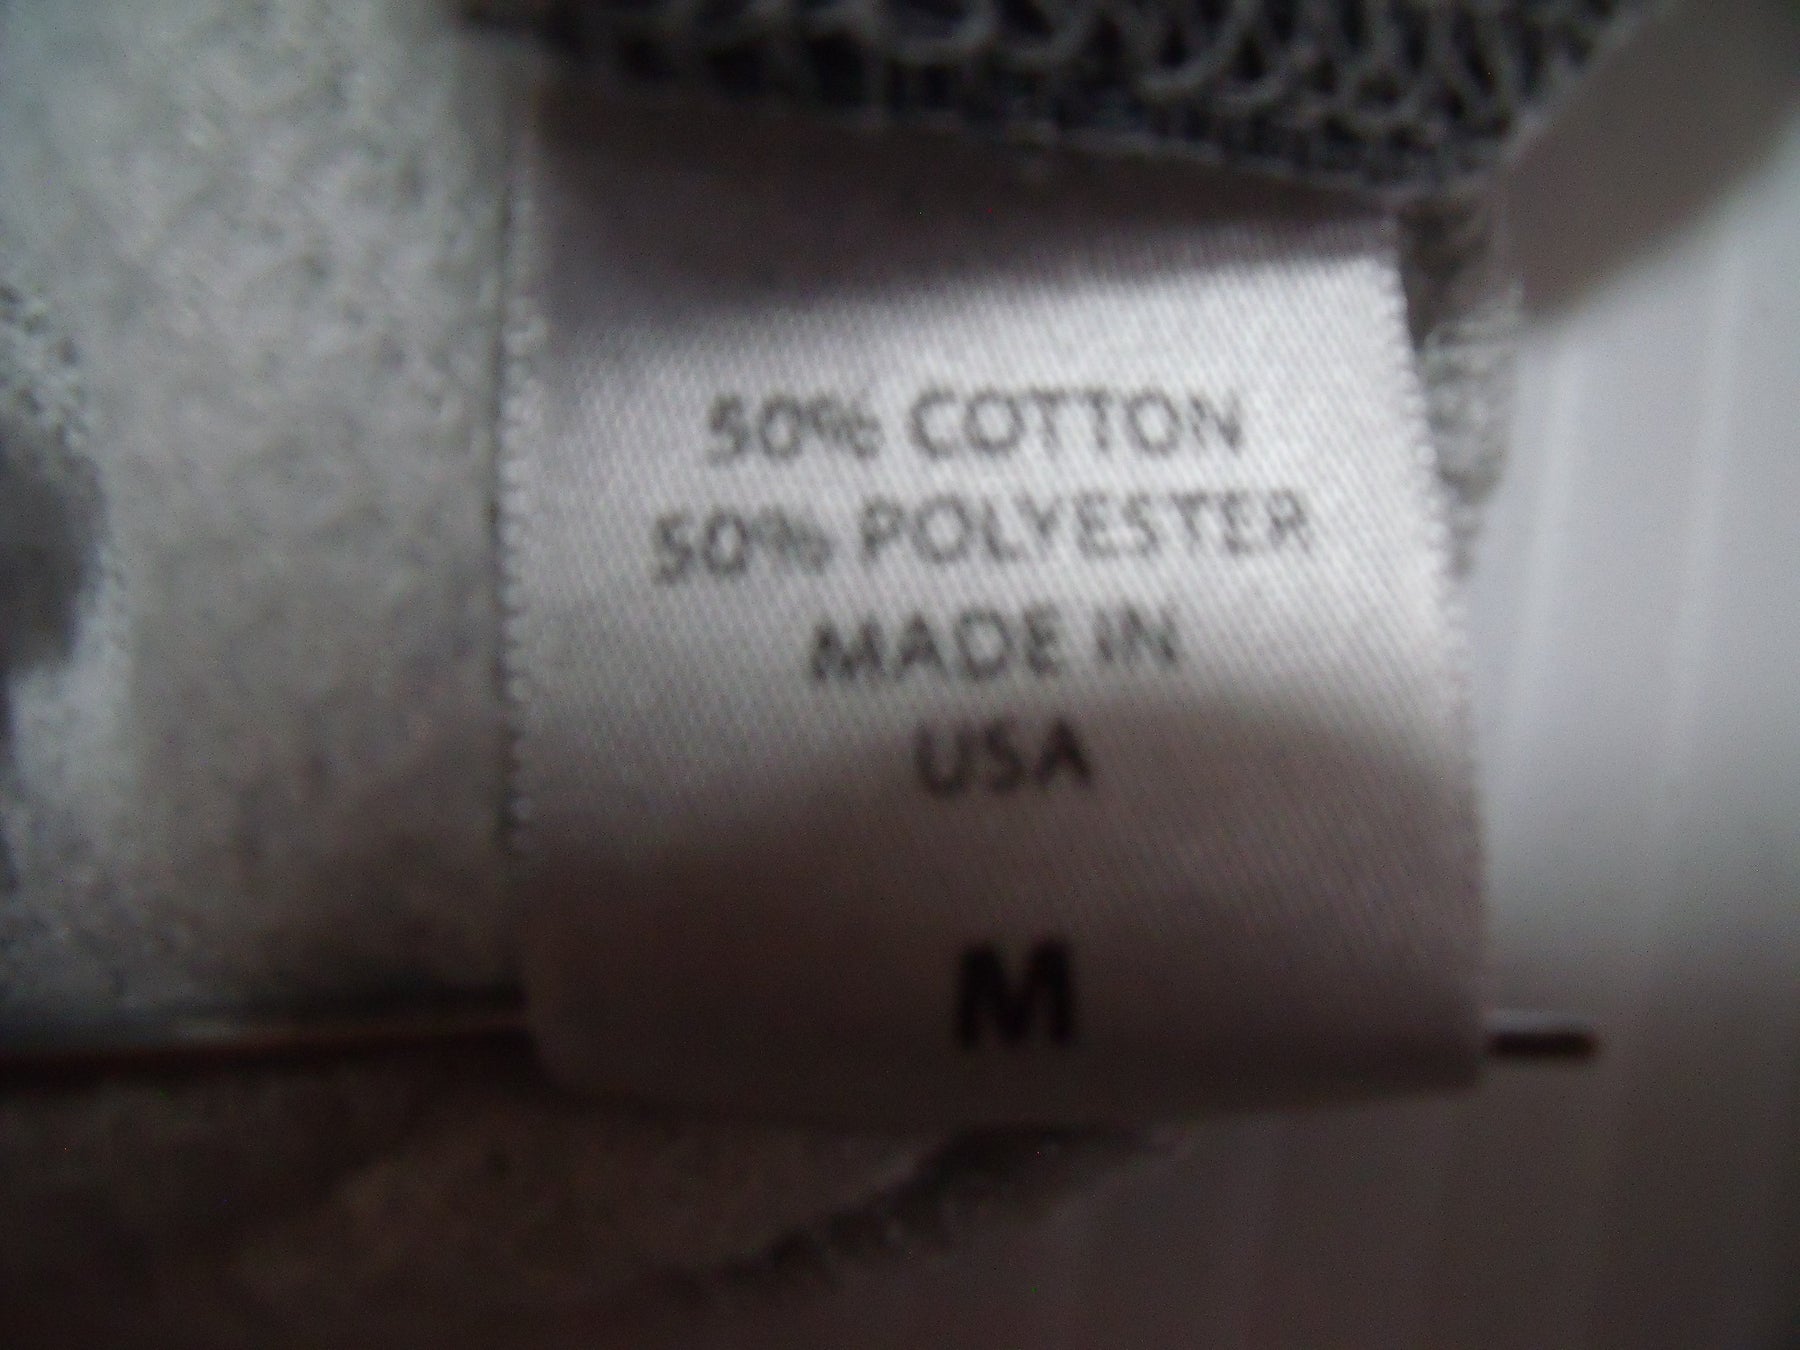 50% COTTON
50% POLYESTER
MADE IN
USA
M